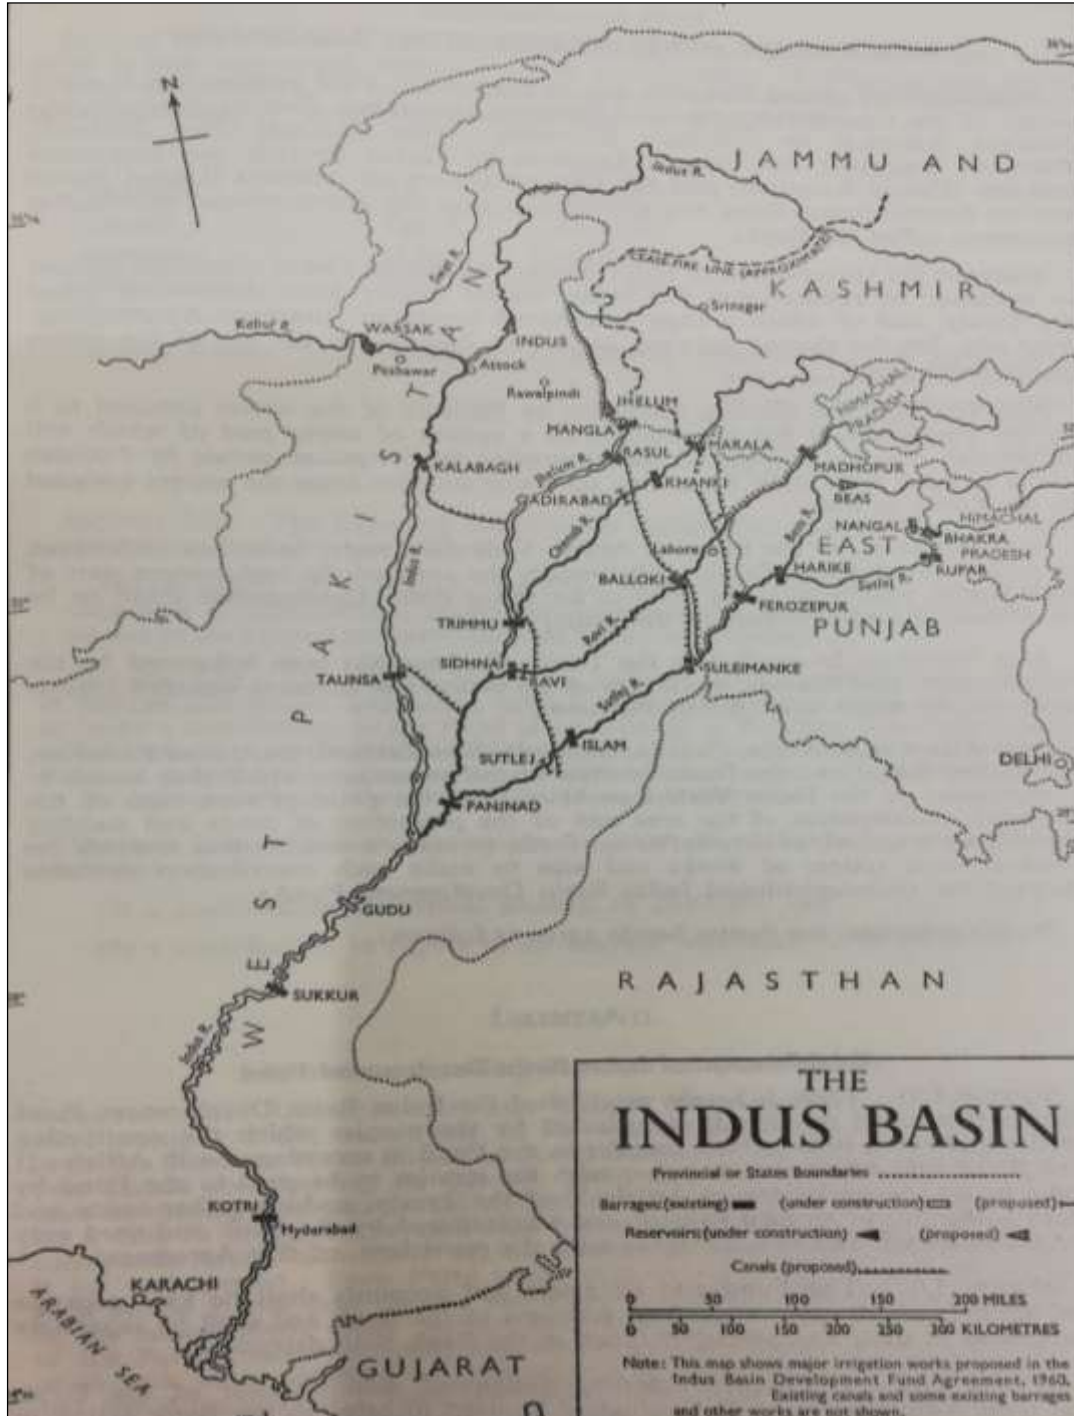 N
JAMMU AND
Indus R.
CEASE-FIRE LINE (APPROXIMATE)
KASHMIR
Srinagar
Swat R.
Kabul R.
WARSAK
Peshawar
Attock
INDUS
Rawalpindi
JHELUM
MANGLA
RASUL
MARALA
HIMACHAL
PRADESH
KALABAGH
Jhelum R.
KHANKI
MADHOPUR
QADIRABAD
BEAS
Chenab R.
Beas R.
NANGAL
HIMACHAL
BHAKRA
PRADESH
EAST
Indus R.
Lahore
RUPAR
BALLOKI
HARIKE
Sutlej R.
FEROZEPUR
PUNJAB
TRIMMU
Ravi R.
SIDHNAI
RAVI
SULEIMANKE
TAUNSA
Sutlej R.
ISLAM
SUTLEJ
DELHI
PANJNAD
WEST PAKISTAN
GUDU
RAJASTHAN
SUKKUR
Indus R.
KOTRI
Hyderabad
KARACHI
ARABIAN SEA
GUJARAT
THE
INDUS BASIN
Provincial or States Boundaries
Barrages: (existing) (under construction) (proposed)
Reservoirs: (under construction) (proposed)
Canals (proposed)
0 50 100 150 200 MILES
0 50 100 150 200 250 300 KILOMETRES
Note: This map shows major irrigation works proposed in the
Indus Basin Development Fund Agreement, 1960.
Existing canals and some existing barrages
and other works are not shown.